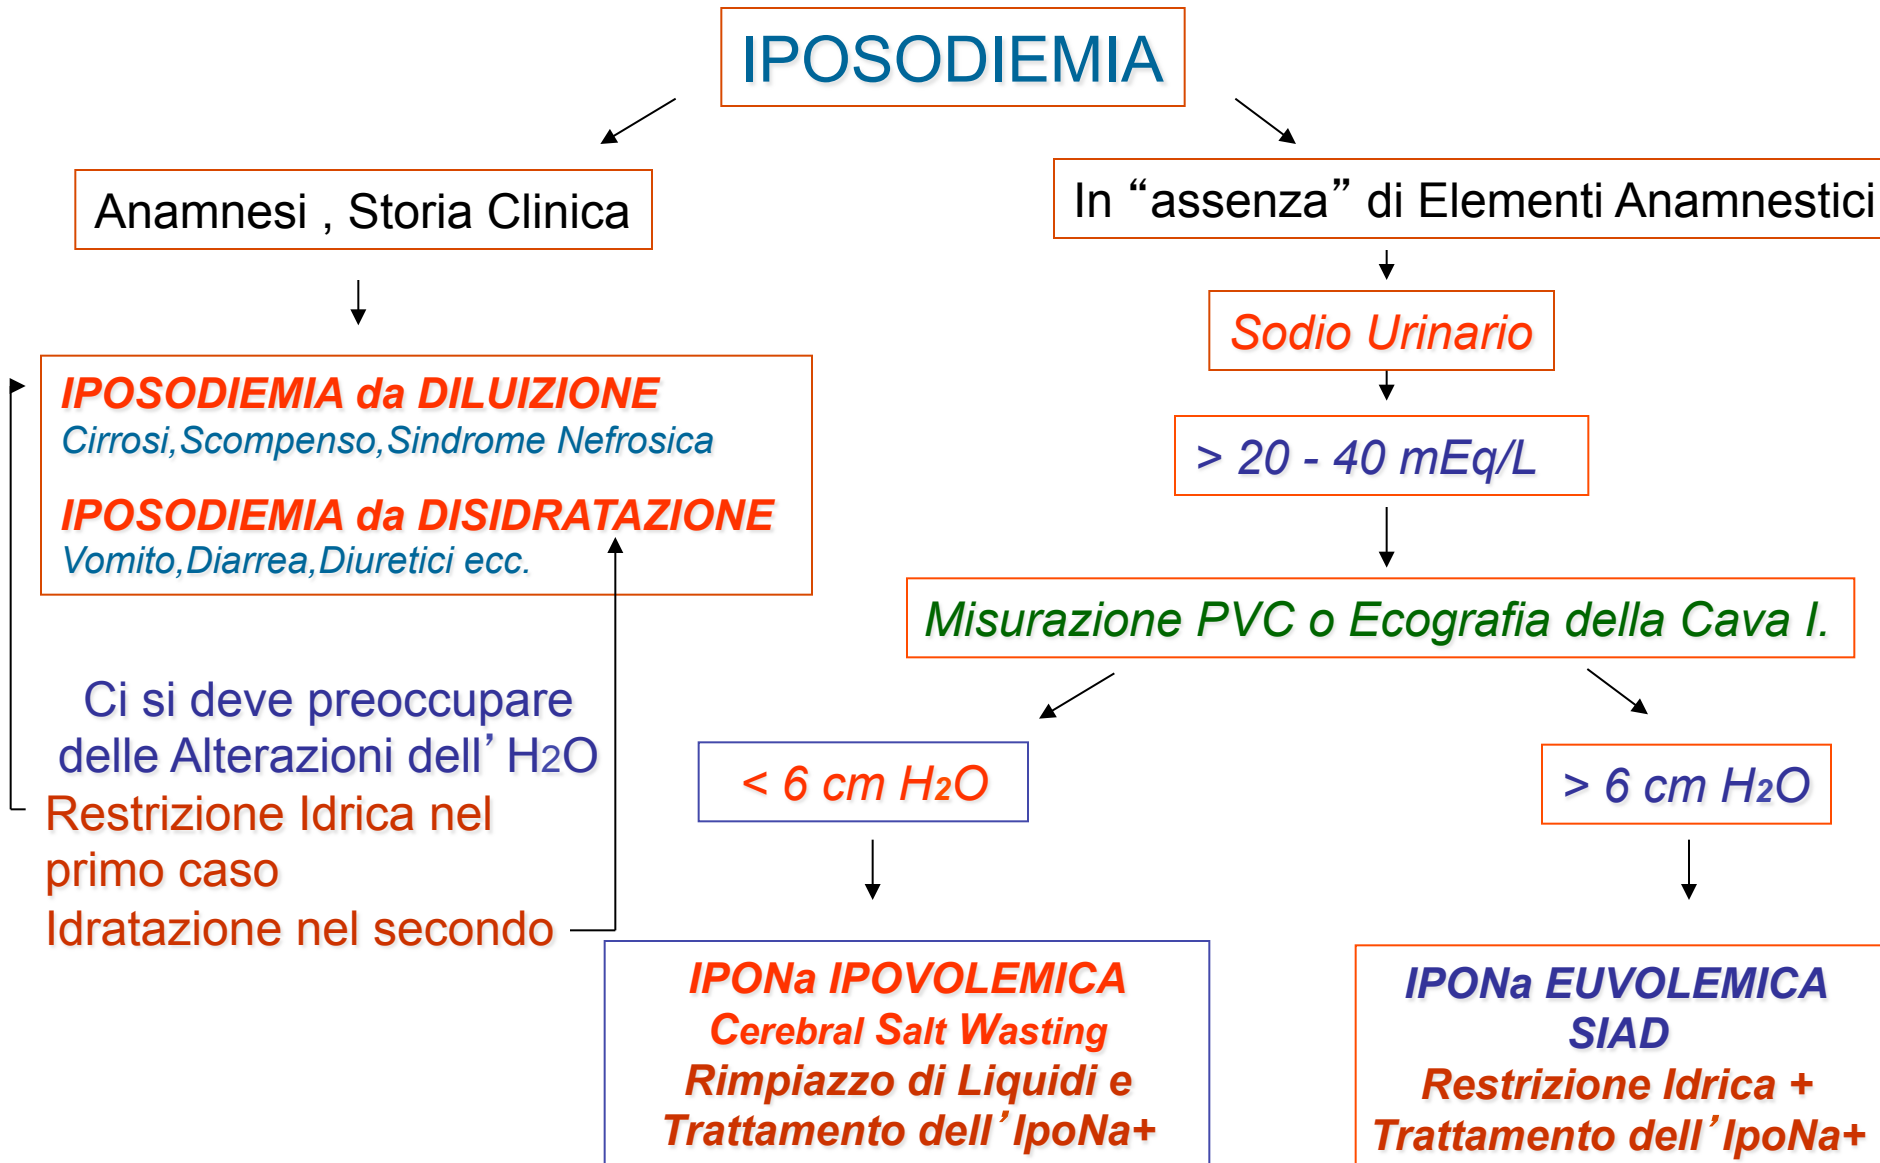 IPOSODIEMIA
Anamnesi , Storia Clinica
IPOSODIEMIA da DILUIZIONE
Cirrosi,Scompenso,Sindrome Nefrosica
IPOSODIEMIA da DISIDRATAZIONE
Vomito,Diarrea,Diuretici ecc.
Ci si deve preoccupare
delle Alterazioni dell’ H2O
Restrizione Idrica nel
primo caso
Idratazione nel secondo
In “assenza” di Elementi Anamnestici
Sodio Urinario
> 20 - 40 mEq/L
Misurazione PVC o Ecografia della Cava I.
< 6 cm H2O
> 6 cm H2O
IPONa IPOVOLEMICA
Cerebral Salt Wasting
Rimpiazzo di Liquidi e
Trattamento dell’IpoNa+
IPONa EUVOLEMICA
SIAD
Restrizione Idrica +
Trattamento dell’IpoNa+